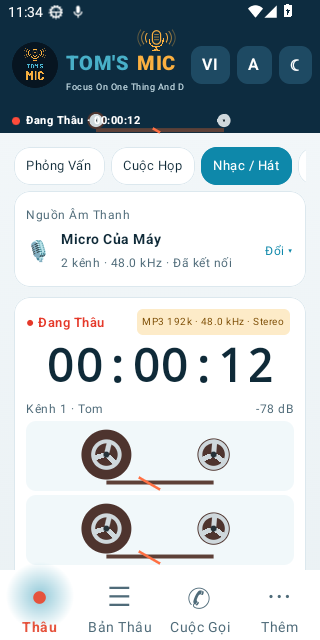 11:34
TOM'S MIC
TOM'S
MIC
Focus On One Thing And D
VI
A
Đang Thâu · 00:00:12
Phỏng Vấn
Cuộc Họp
Nhạc / Hát
Nguồn Âm Thanh
Micro Của Máy
2 kênh · 48.0 kHz · Đã kết nối
Đổi
Đang Thâu
MP3 192k · 48.0 kHz · Stereo
00:00:12
Kênh 1 · Tom
-78 dB
Thâu
Bản Thâu
Cuộc Gọi
Thêm